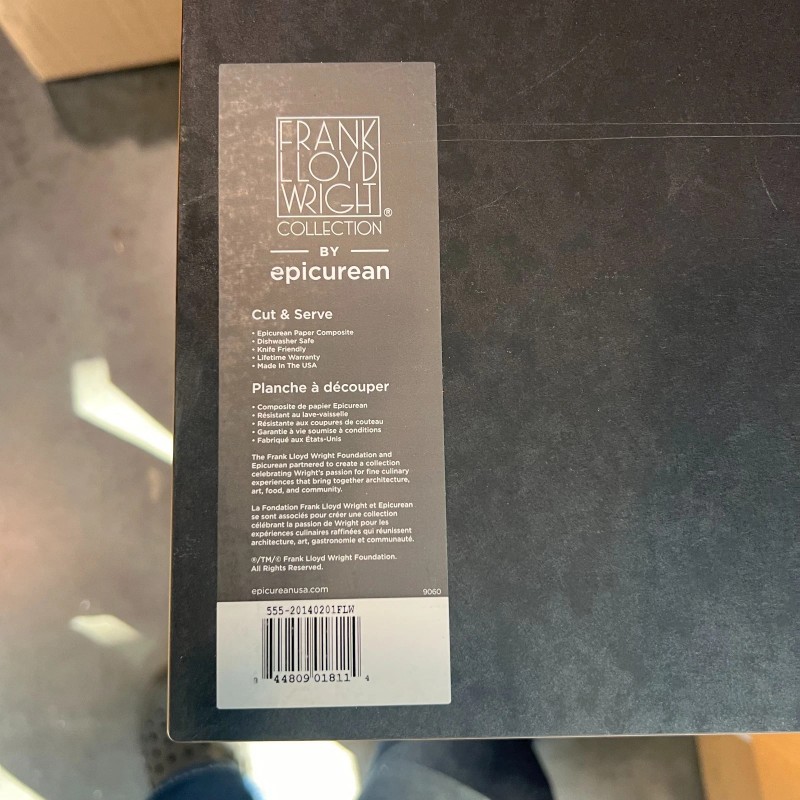 FRANK
LLOYD
WRIGHT®
COLLECTION
BY
epicurean
Cut & Serve
• Epicurean Paper Composite
• Dishwasher Safe
• Knife Friendly
• Lifetime Warranty
• Made In The USA
Planche à découper
• Composite de papier Epicurean
• Résistant au lave-vaisselle
• Résistante aux coupures de couteau
• Garantie à vie soumise à conditions
• Fabriqué aux États-Unis
The Frank Lloyd Wright Foundation and
Epicurean partnered to create a collection
celebrating Wright's passion for fine culinary
experiences that bring together architecture,
art, food, and community.
La Fondation Frank Lloyd Wright et Epicurean
se sont associés pour créer une collection
célébrant la passion de Wright pour les
expériences culinaires raffinées qui réunissent
architecture, art, gastronomie et communauté.
®/TM/© Frank Lloyd Wright Foundation.
All Rights Reserved.
epicureanusa.com 9060
555-20140201FLW
44809 01811 4